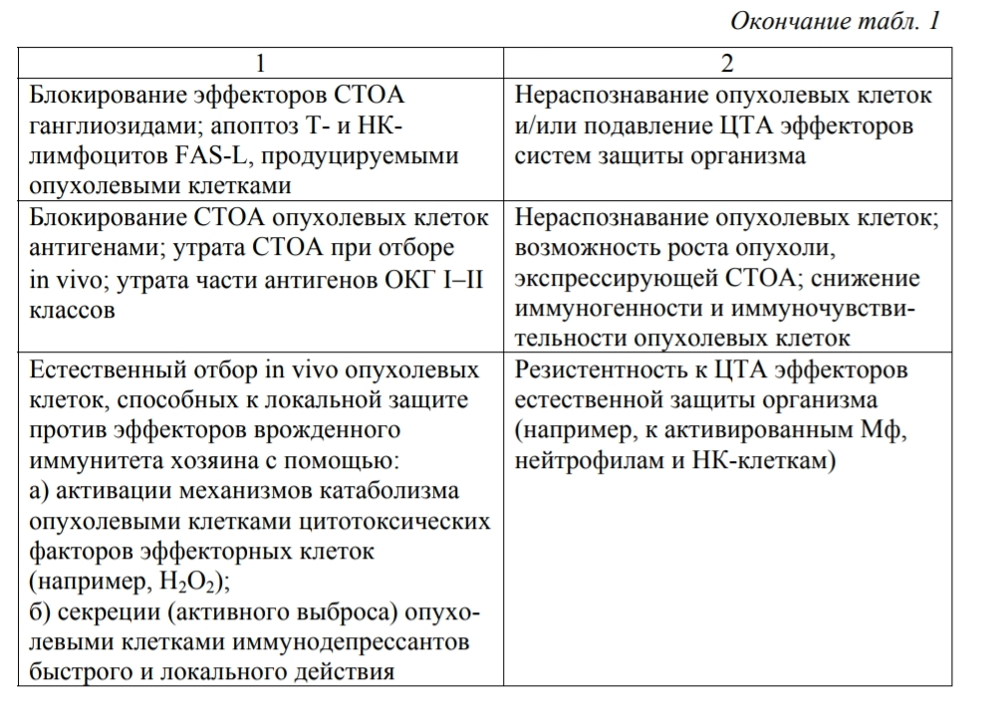 Окончание табл. 1
1
2
Блокирование эффекторов СТОА
ганглиозидами; апоптоз Т- и НК-
лимфоцитов FAS-L, продуцируемыми
опухолевыми клетками
Нераспознавание опухолевых клеток
и/или подавление ЦТА эффекторов
систем защиты организма
Блокирование СТОА опухолевых клеток
антигенами; утрата СТОА при отборе
in vivo; утрата части антигенов ОКГ I–II
классов
Нераспознавание опухолевых клеток;
возможность роста опухоли,
экспрессирующей СТОА; снижение
иммуногенности и иммуночувстви-
тельности опухолевых клеток
Естественный отбор in vivo опухолевых
клеток, способных к локальной защите
против эффекторов врожденного
иммунитета хозяина с помощью:
а) активации механизмов катаболизма
опухолевыми клетками цитотоксических
факторов эффекторных клеток
(например, H₂O₂);
б) секреции (активного выброса) опухо-
левыми клетками иммунодепрессантов
быстрого и локального действия
Резистентность к ЦТА эффекторов
естественной защиты организма
(например, к активированным Мф,
нейтрофилам и НК-клеткам)